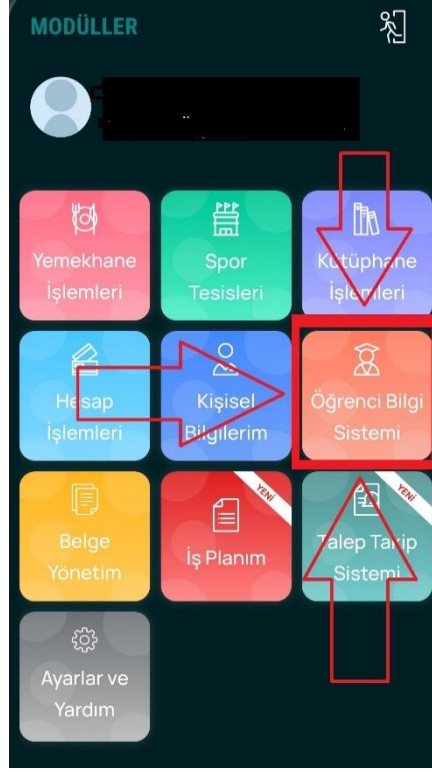 MODÜLLER
Yemekhane
İşlemleri
Spor
Tesisleri
Kütüphane
İşlemleri
Hesap
İşlemleri
Kişisel
Bilgilerim
Öğrenci Bilgi
Sistemi
Belge
Yönetim
YENİ
İş Planım
YENİ
Talep Takip
Sistemi
Ayarlar ve
Yardım